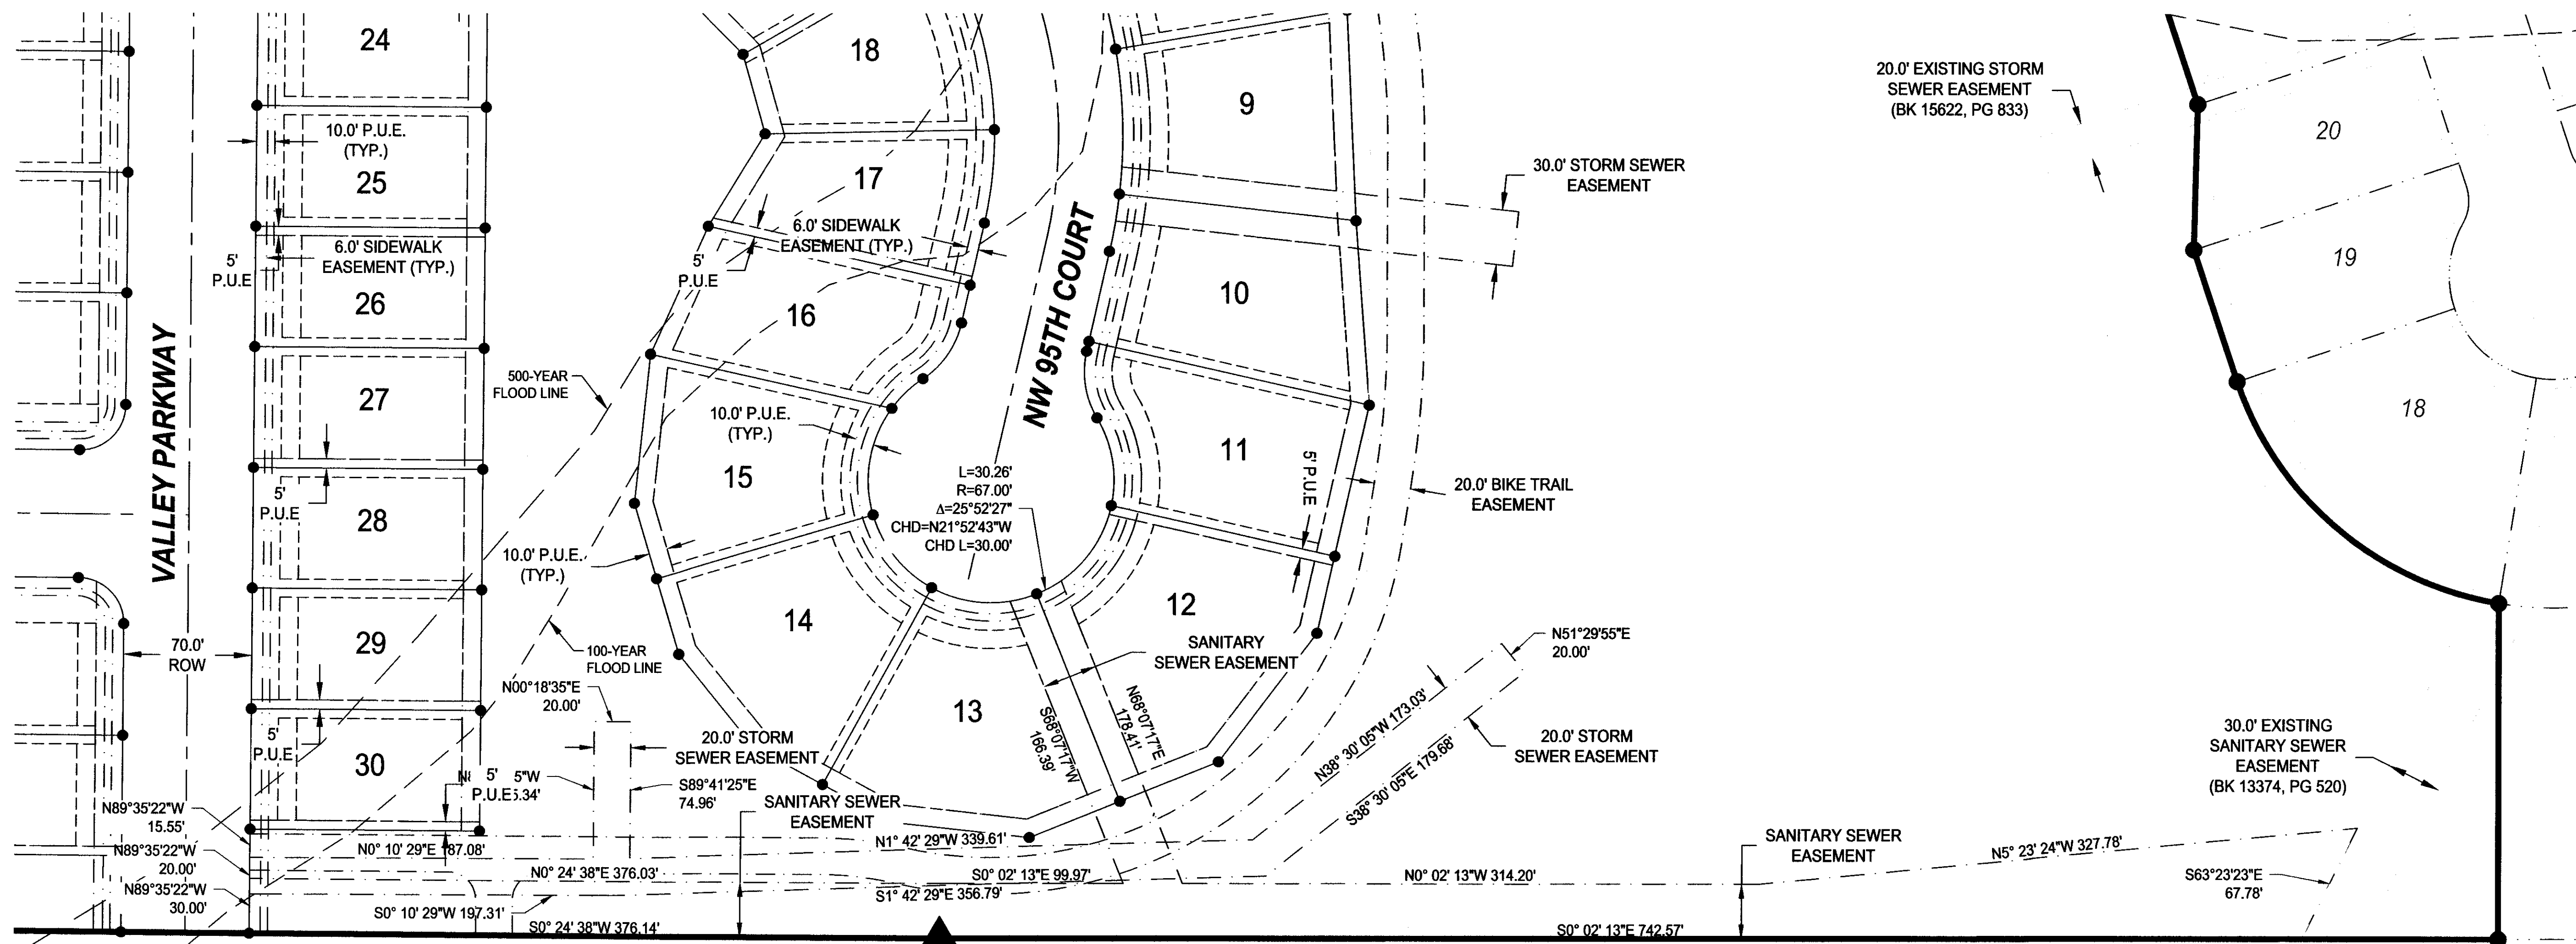 24
18
20.0' EXISTING STORM
SEWER EASEMENT
(BK 15622, PG 833)
9
20
10.0' P.U.E.
(TYP.)
25
17
30.0' STORM SEWER
EASEMENT
6.0' SIDEWALK
EASEMENT (TYP.)
5'
P.U.E
6.0' SIDEWALK
EASEMENT (TYP.)
5'
P.U.E
19
26
16
10
NW 95TH COURT
VALLEY PARKWAY
500-YEAR
FLOOD LINE
27
10.0' P.U.E.
(TYP.)
18
11
15
L=30.26'
R=67.00'
Δ=25°52'27"
CHD=N21°52'43"W
CHD L=30.00'
5' P.U.E
20.0' BIKE TRAIL
EASEMENT
5'
P.U.E
28
10.0' P.U.E.
(TYP.)
14
12
70.0'
ROW
29
100-YEAR
FLOOD LINE
SANITARY
SEWER EASEMENT
N51°29'55"E
20.00'
N00°18'35"E
20.00'
13
S68°07'17"W
166.39'
N68°07'17"E
178.41'
N38° 30' 05"W 173.03'
S38° 30' 05"E 179.68'
20.0' STORM
SEWER EASEMENT
20.0' STORM
SEWER EASEMENT
30.0' EXISTING
SANITARY SEWER
EASEMENT
(BK 13374, PG 520)
5'
P.U.E
30
5'
P.U.E
5"W
5.34'
S89°41'25"E
74.96'
SANITARY SEWER
EASEMENT
N89°35'22"W
15.55'
N0° 10' 29"E 187.08'
N1° 42' 29"W 339.61'
SANITARY SEWER
EASEMENT
N5° 23' 24"W 327.78'
N89°35'22"W
20.00'
N0° 24' 38"E 376.03'
S0° 02' 13"E 99.97'
N0° 02' 13"W 314.20'
S63°23'23"E
67.78'
N89°35'22"W
30.00'
S0° 10' 29"W 197.31'
S1° 42' 29"E 356.79'
S0° 24' 38"W 376.14'
S0° 02' 13"E 742.57'